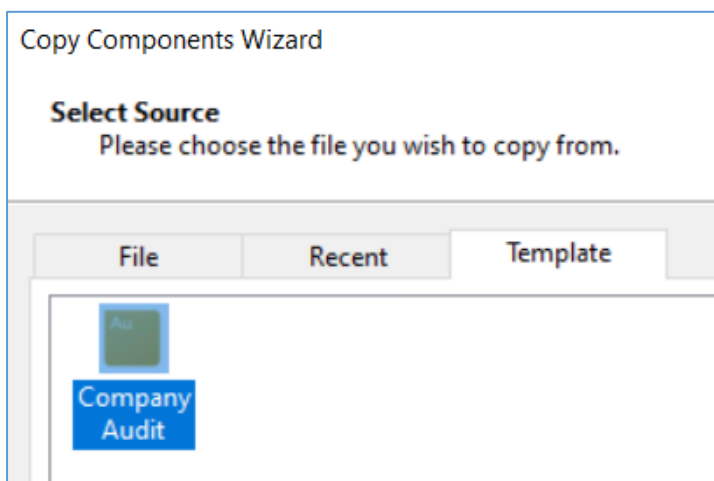 Copy Components Wizard
Select Source
Please choose the file you wish to copy from.
File Recent Template
Au
Company
Audit